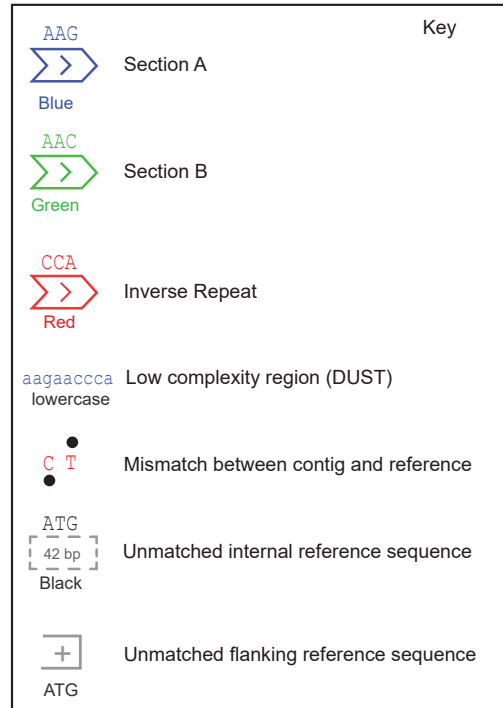 Key
AAG
Section A
Blue
AAC
Section B
Green
CCA
Inverse Repeat
Red
aagaaccca Low complexity region (DUST)
lowercase
C T
Mismatch between contig and reference
ATG
42 bp
Unmatched internal reference sequence
Black
+
Unmatched flanking reference sequence
ATG